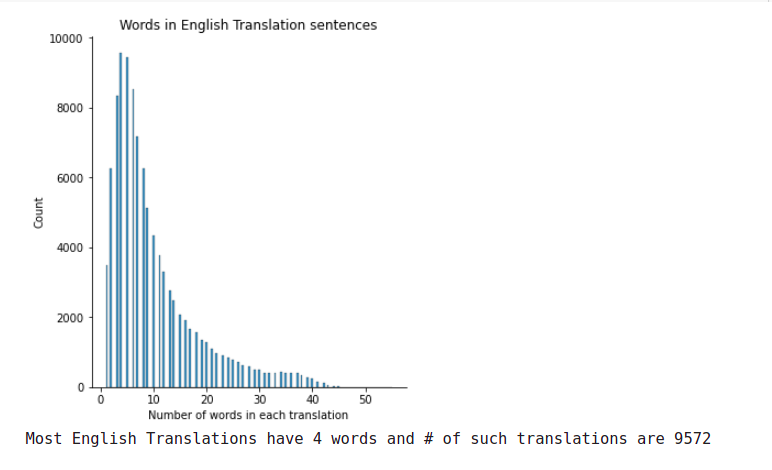 Words in English Translation sentences
10000
8000
6000
4000
2000
0
Count
0 10 20 30 40 50
Number of words in each translation
Most English Translations have 4 words and # of such translations are 9572